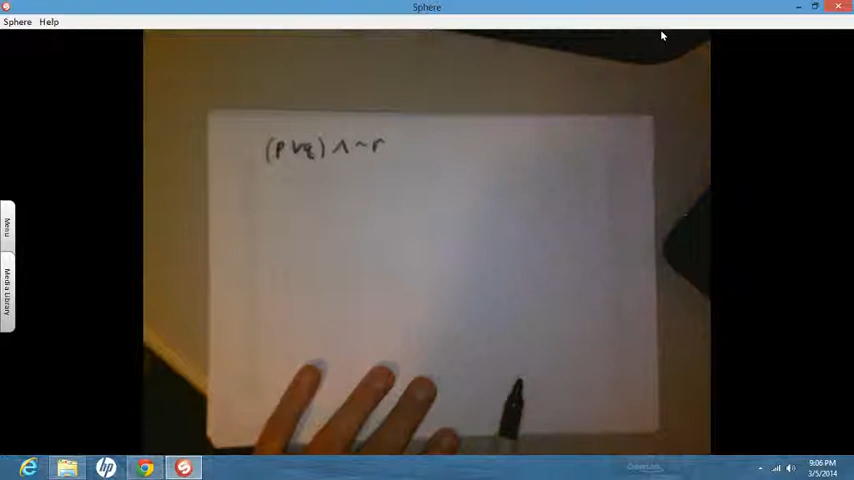 Sphere
Sphere Help
(p ∨ q) ∧ ~ r
Menu
Media Library
9:06 PM
3/5/2014